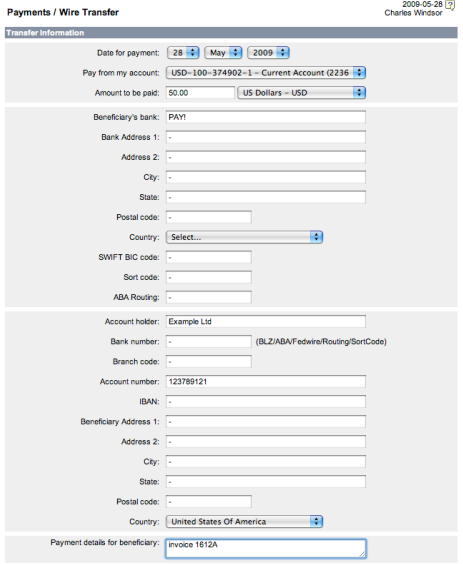 2009-05-28 ?
Payments / Wire Transfer
Charles Windsor
Transfer Information
Date for payment: 28 May 2009
Pay from my account: USD-100-374902-1 - Current Account (2236
Amount to be paid: 50.00 US Dollars - USD
Beneficiary's bank: PAY!
Bank Address 1: -
Address 2: -
City: -
State: -
Postal code: -
Country: Select...
SWIFT BIC code: -
Sort code: -
ABA Routing: -
Account holder: Example Ltd
Bank number: - (BLZ/ABA/Fedwire/Routing/SortCode)
Branch code: -
Account number: 123789121
IBAN: -
Beneficiary Address 1: -
Address 2: -
City: -
State: -
Postal code: -
Country: United States Of America
Payment details for beneficiary: invoice 1612A